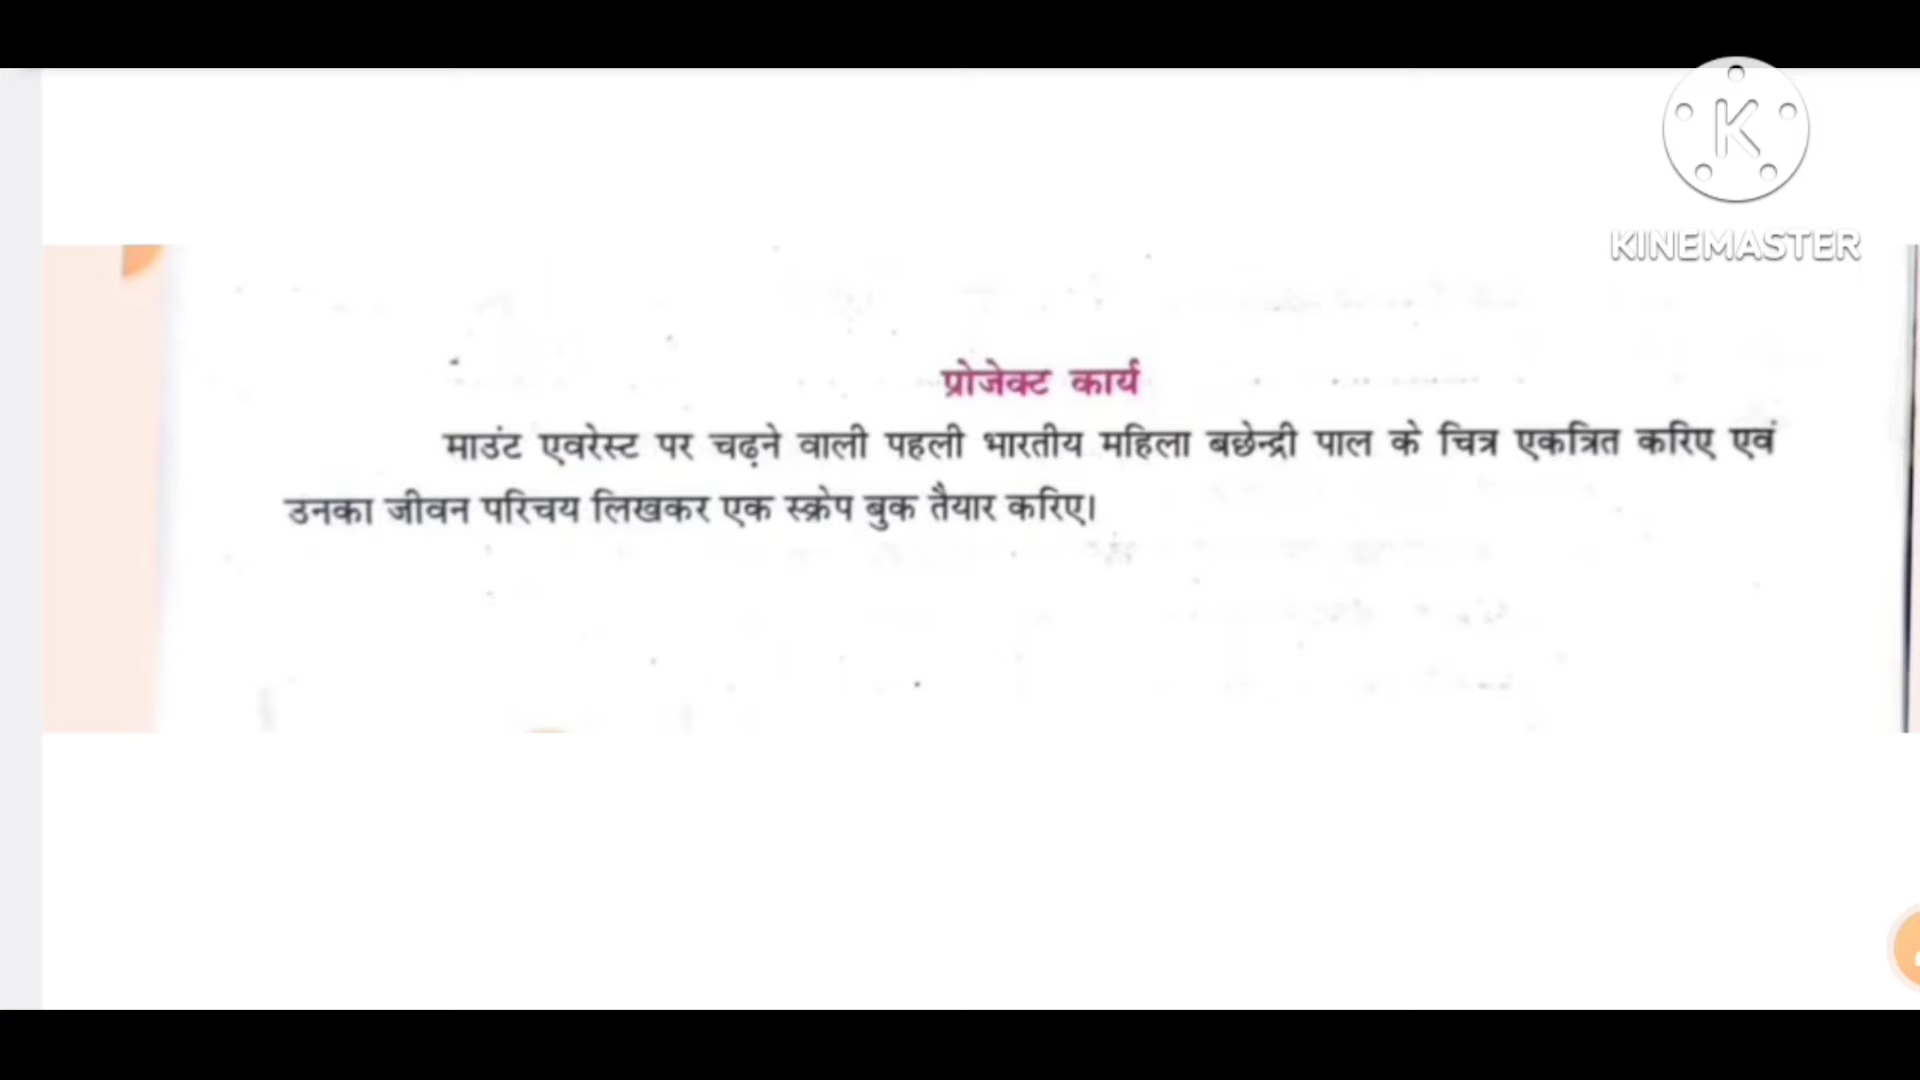 KINEMASTER
प्रोजेक्ट कार्य
माउंट एवरेस्ट पर चढ़ने वाली पहली भारतीय महिला बछेन्द्री पाल के चित्र एकत्रित करिए एवं
उनका जीवन परिचय लिखकर एक स्क्रेप बुक तैयार करिए।